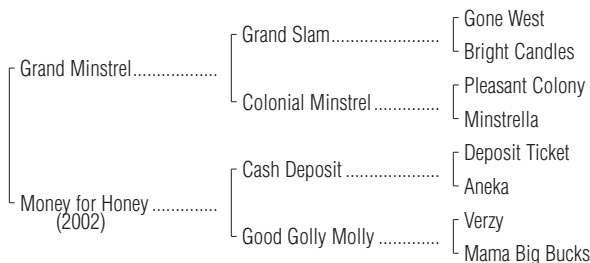 Gone West
Grand Slam........................
Bright Candles
Grand Minstrel..................
Pleasant Colony
Colonial Minstrel...............
Minstrella
Deposit Ticket
Cash Deposit .....................
Aneka
Money for Honey ..............
(2002)
Verzy
Good Golly Molly .............
Mama Big Bucks